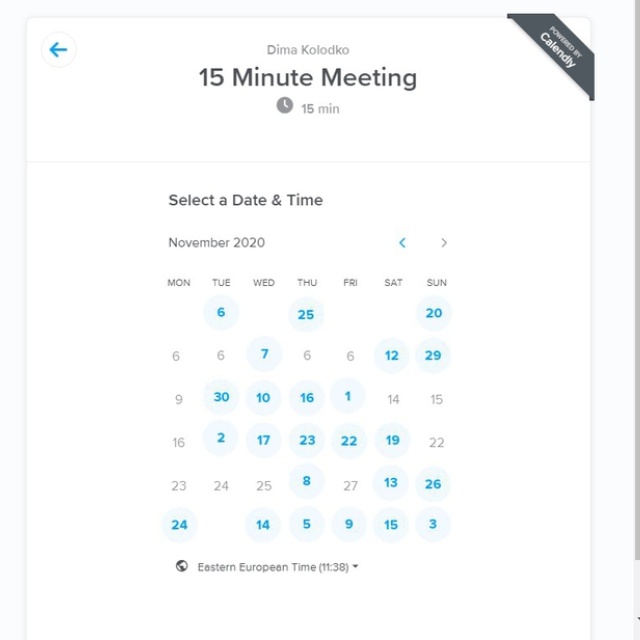 POWERED BY
Calendly
Dima Kolodko
15 Minute Meeting
15 min
Select a Date & Time
November 2020
MON TUE WED THU FRI SAT SUN
6 25 20
6 6 7 6 6 12 29
9 30 10 16 1 14 15
16 2 17 23 22 19 22
23 24 25 8 27 13 26
24 14 5 9 15 3
Eastern European Time (11:38)